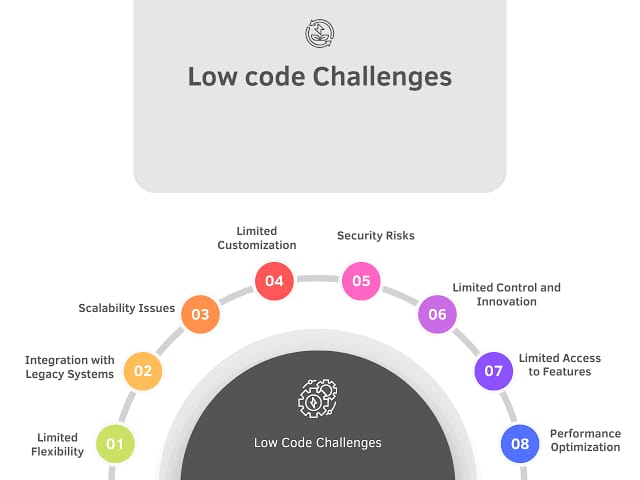 Low code Challenges
Limited
Customization
Security Risks
04
05
Limited Control and
Innovation
Scalability Issues
03
06
Integration with
Legacy Systems
02
07
Limited Access
to Features
Limited
Flexibility
01
Low Code Challenges
08
Performance
Optimization